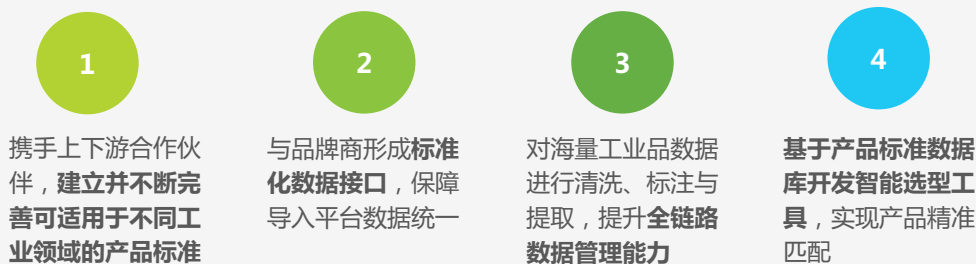 1
携手上下游合作伙
伴，建立并不断完
善可适用于不同工
业领域的产品标准
2
与品牌商形成标准
化数据接口，保障
导入平台数据统一
3
对海量工业品数据
进行清洗、标注与
提取，提升全链路
数据管理能力
4
基于产品标准数据
库开发智能选型工
具，实现产品精准
匹配